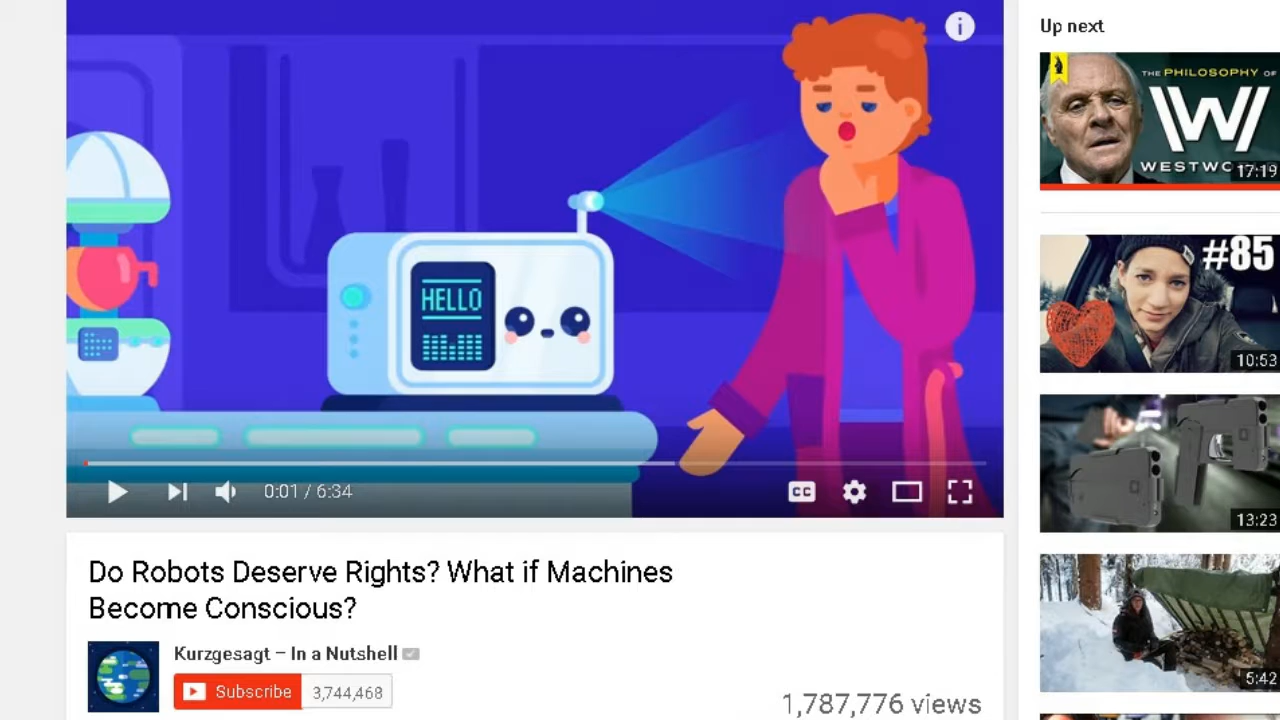 HELLO
i
0:01 / 6:34
CC
Do Robots Deserve Rights? What if Machines
Become Conscious?
Kurzgesagt – In a Nutshell
Subscribe
3,744,468
1,787,776 views
Up next
THE PHILOSOPHY OF
W
WESTWO
17:19
#85
10:53
13:23
5:42